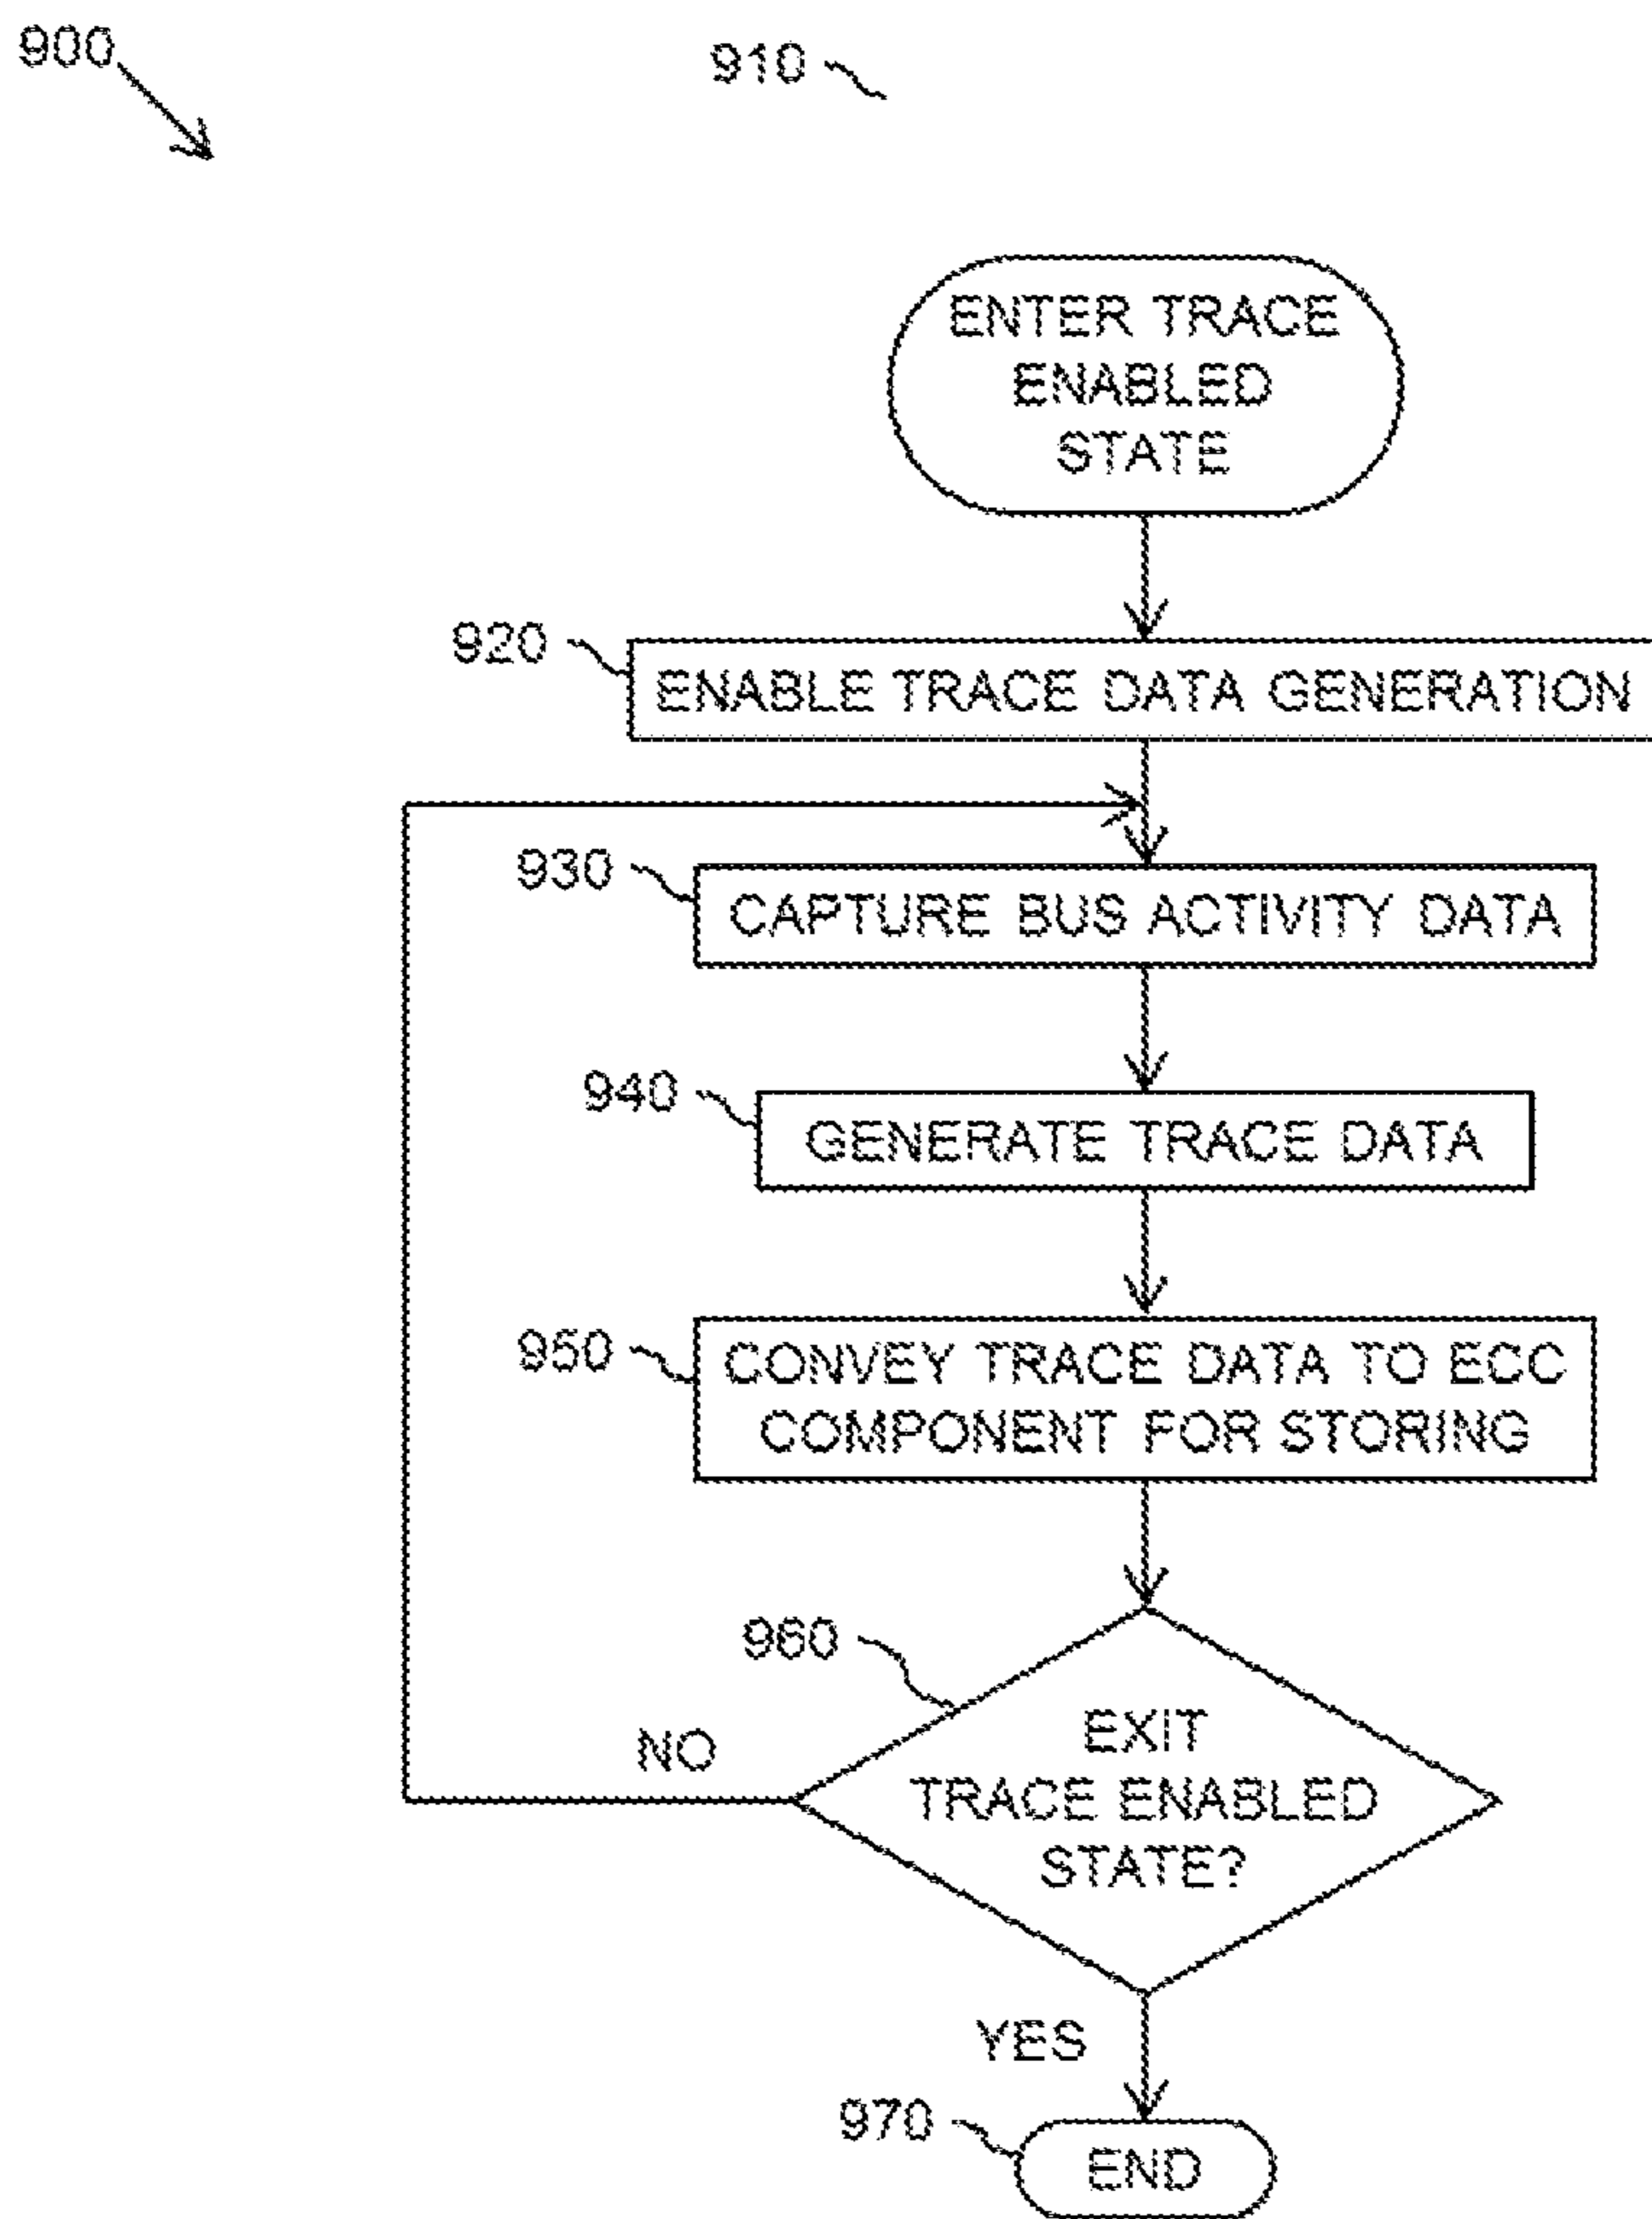 900
910
ENTER TRACE
ENABLED
STATE
920
ENABLE TRACE DATA GENERATION
930
CAPTURE BUS ACTIVITY DATA
940
GENERATE TRACE DATA
950
CONVEY TRACE DATA TO ECC
COMPONENT FOR STORING
960
EXIT
TRACE ENABLED
STATE?
NO
YES
970
END